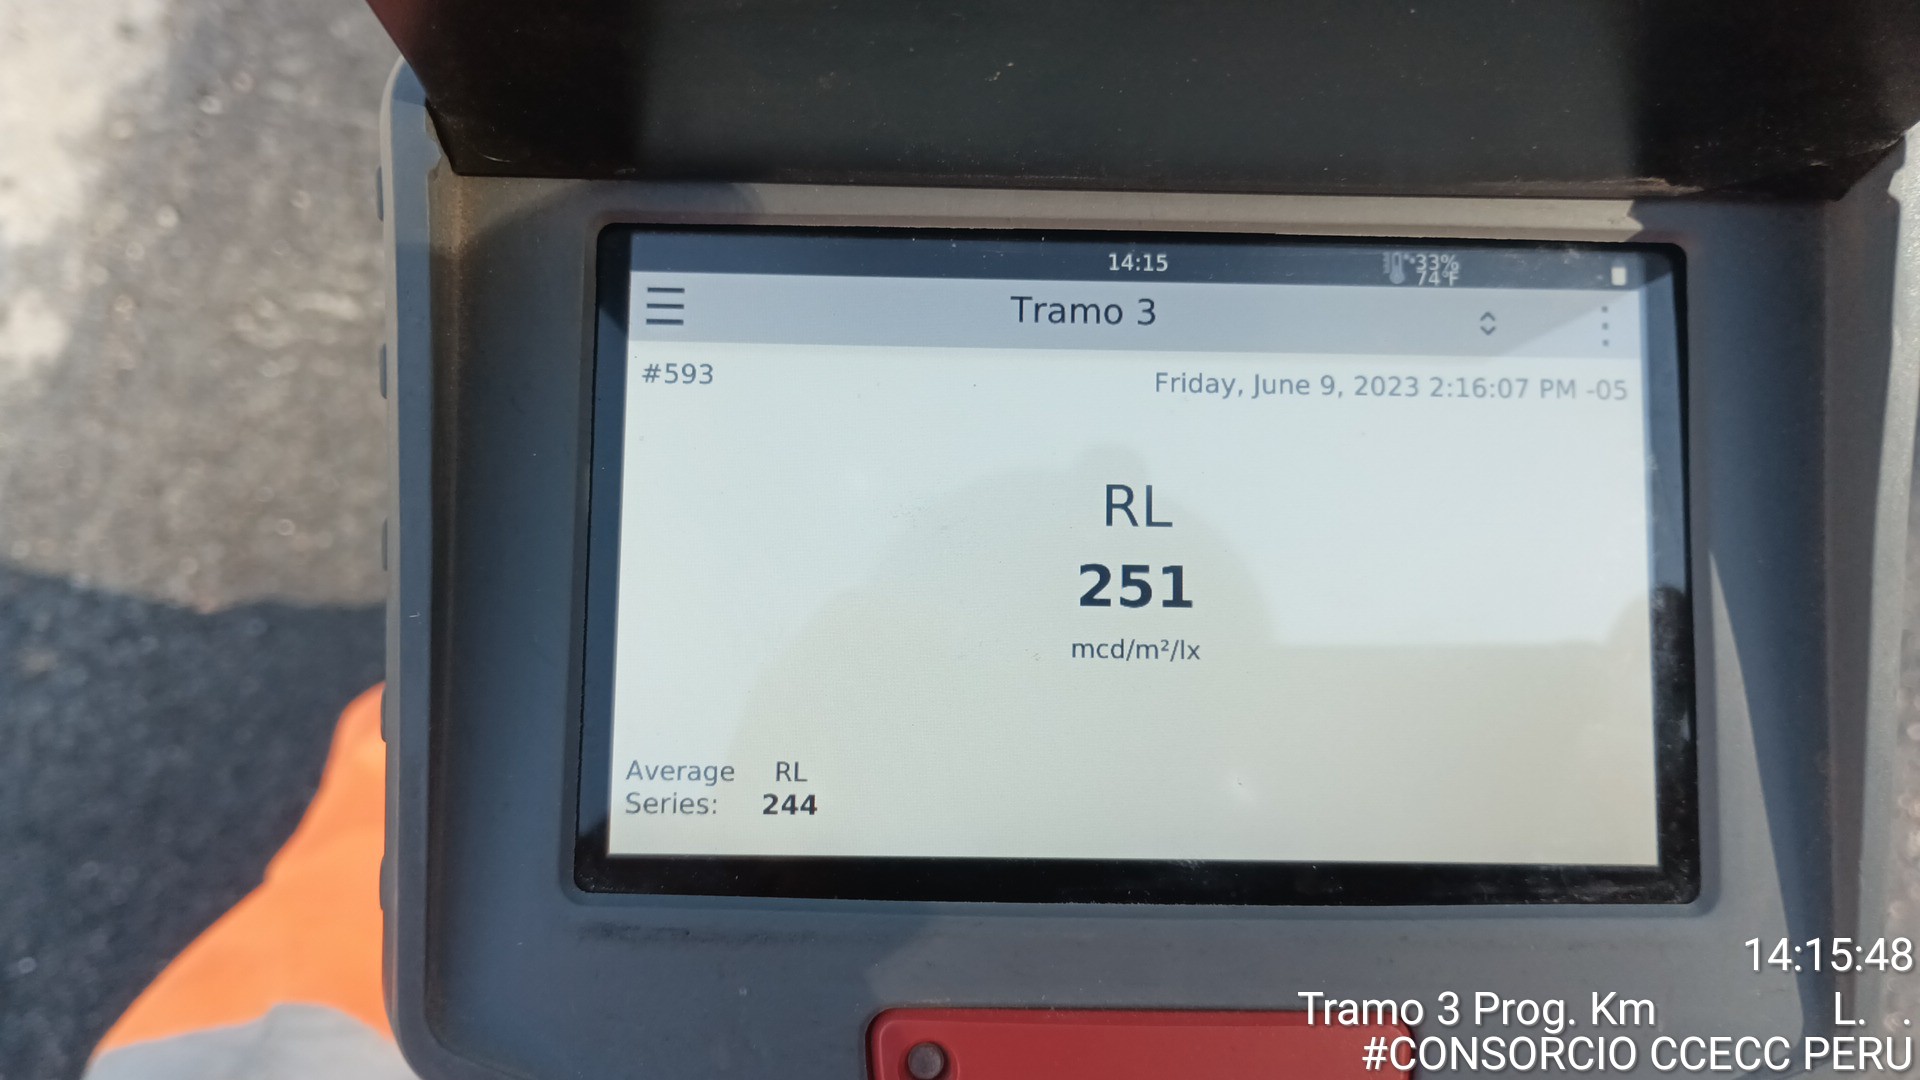 14:15
33%
74°F
Tramo 3
#593
Friday, June 9, 2023 2:16:07 PM -05
RL
251
mcd/m²/lx
Average RL
Series: 244
14:15:48
Tramo 3 Prog. Km L. .
#CONSORCIO CCECC PERU